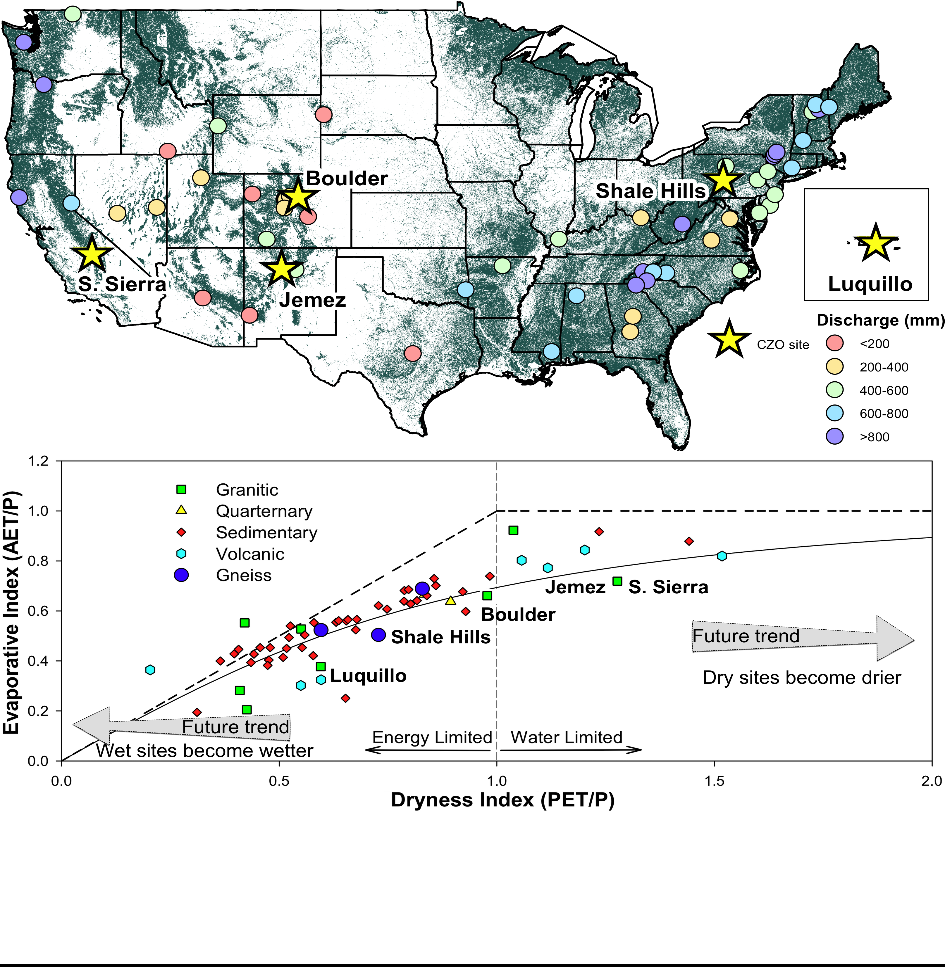 Boulder
Shale Hills
S. Sierra
Jemez
Luquillo
Discharge (mm)
CZO site
<200
200-400
400-600
600-800
>800
Evaporative Index (AET/P)
1.2
1.0
0.8
0.6
0.4
0.2
0.0
Granitic
Quarternary
Sedimentary
Volcanic
Gneiss
Jemez
S. Sierra
Boulder
Shale Hills
Luquillo
Future trend
Dry sites become drier
Future trend
Wet sites become wetter
Energy Limited
Water Limited
0.0
0.5
1.0
1.5
2.0
Dryness Index (PET/P)